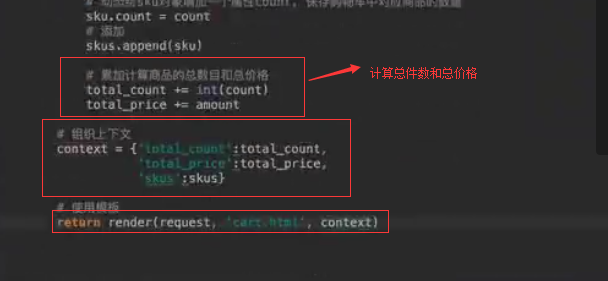 # 动态给sku对象增加一个属性count, 保存购物车中对应商品的数量
sku.count = count
# 添加
skus.append(sku)
# 累加计算商品的总数目和总价格
total_count += int(count)
total_price += amount
计算总件数和总价格
# 组织上下文
context = {'total_count':total_count,
'total_price':total_price,
'skus':skus}
# 使用模板
return render(request, 'cart.html', context)